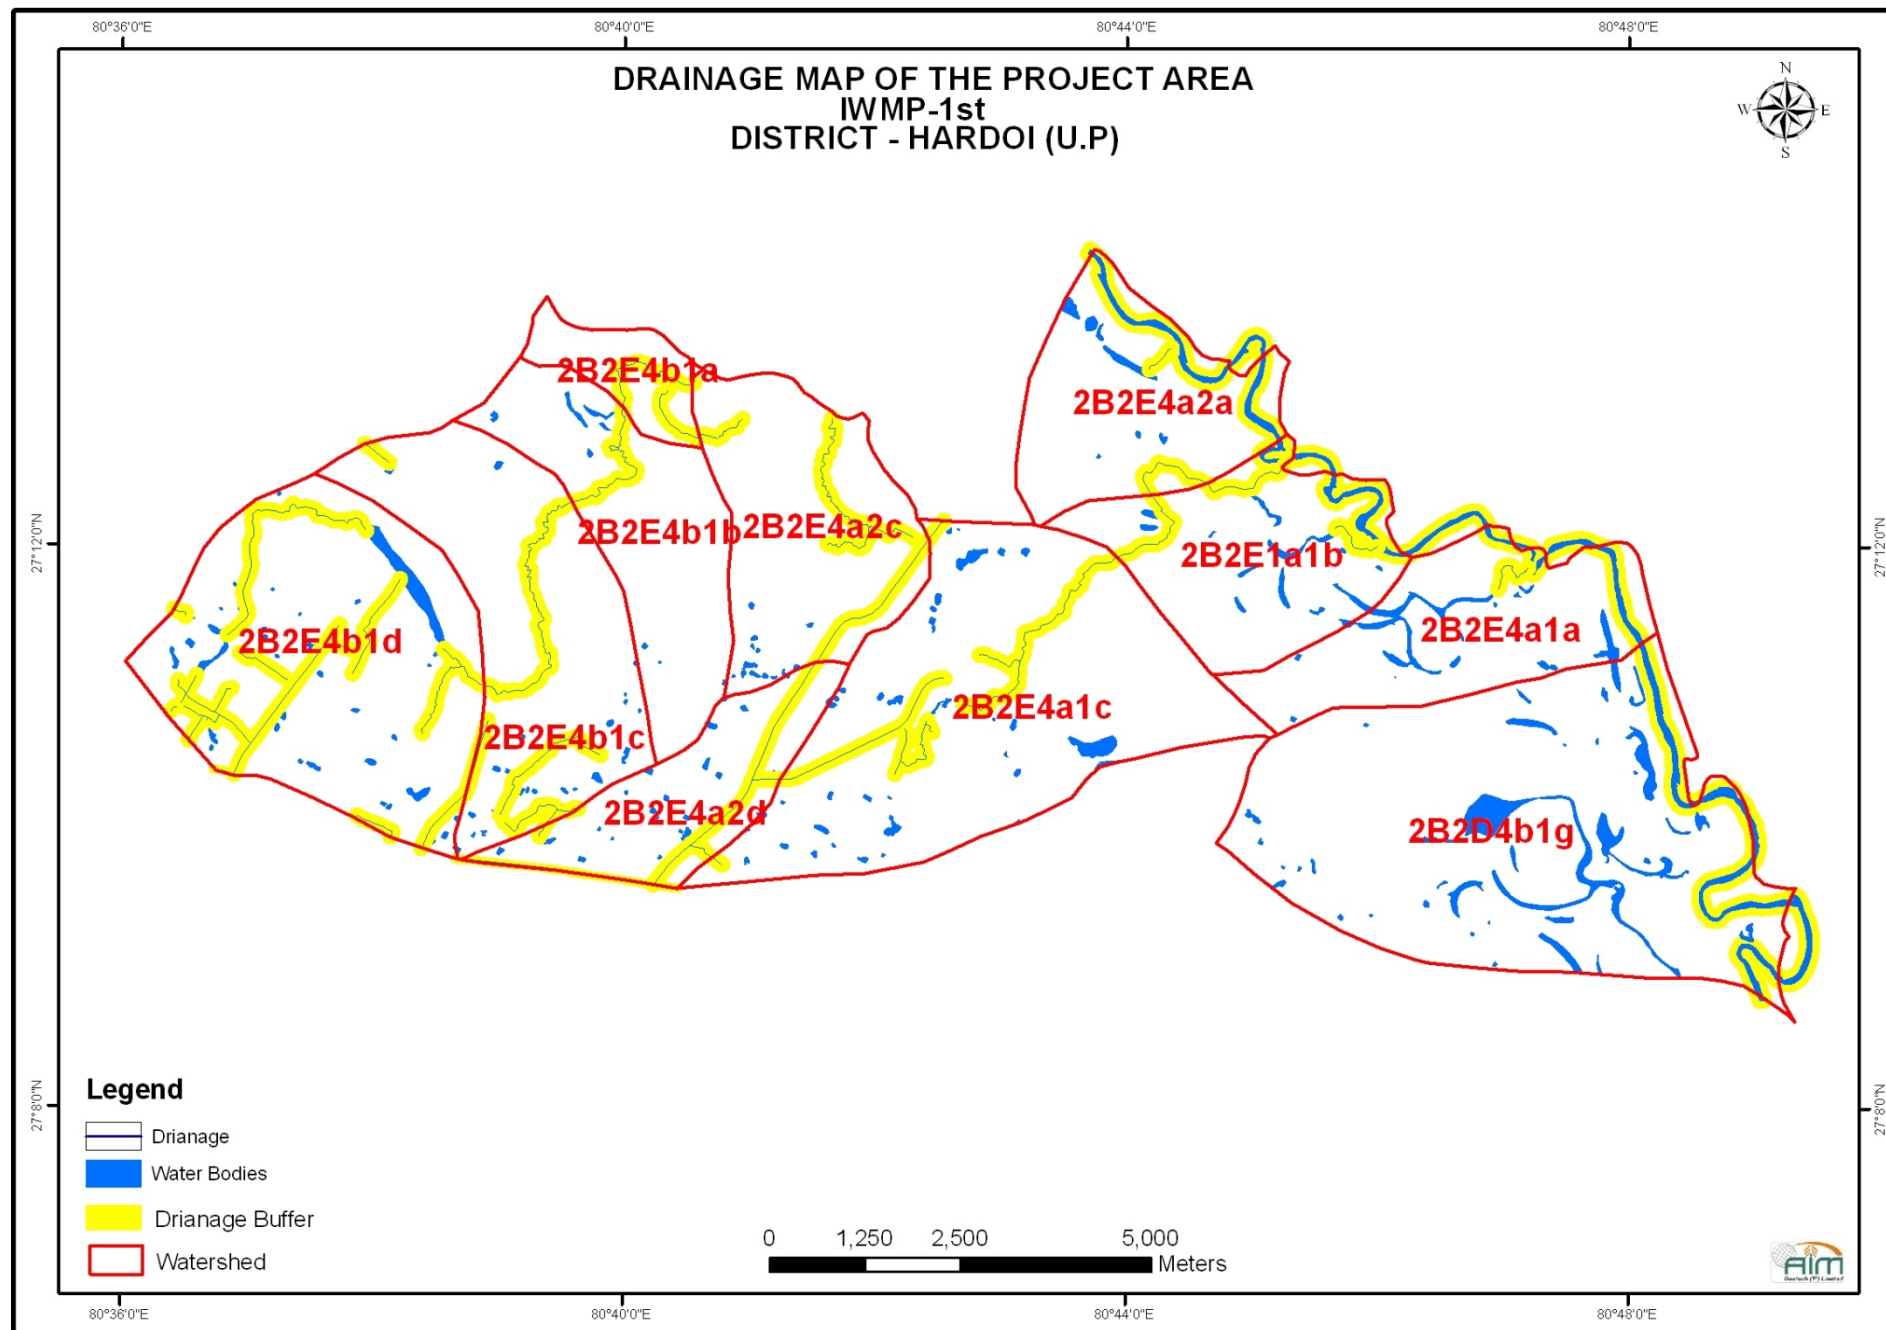 80°36'0"E 80°40'0"E 80°44'0"E 80°48'0"E
DRAINAGE MAP OF THE PROJECT AREA
IWMP-1st
DISTRICT - HARDOI (U.P)
N
W E
S
2B2E4b1a
2B2E4a2a
2B2E4b1b
2B2E4a2c
2B2E1a1b
27°12'0"N
27°12'0"N
2B2E4b1d
2B2E4a1a
2B2E4a1c
2B2E4b1c
2B2E4a2d
2B2D4b1g
27°8'0"N
27°8'0"N
Legend
Drianage
Water Bodies
Drianage Buffer
Watershed
0 1,250 2,500 5,000
Meters
AIM
Geotech (P) Limited
80°36'0"E 80°40'0"E 80°44'0"E 80°48'0"E